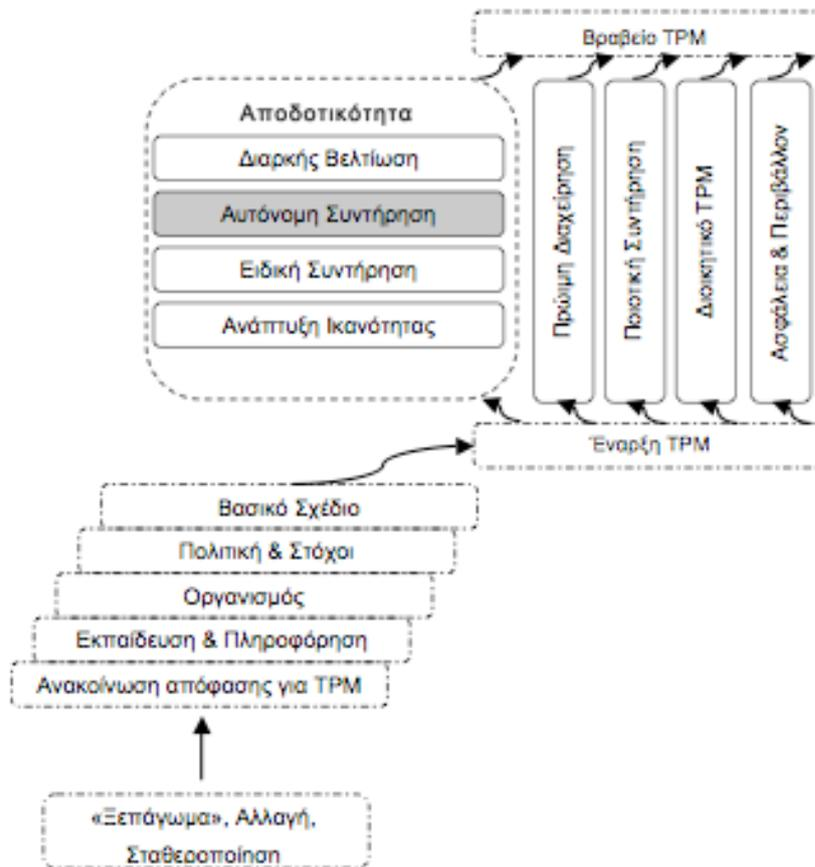 Βραβείο TPM
Αποδοτικότητα
Διαρκής Βελτίωση
Αυτόνομη Συντήρηση
Ειδική Συντήρηση
Ανάπτυξη Ικανότητας
Πρώιμη Διαχείρηση
Ποιοτική Συντήρηση
Διοικητικό TPM
Ασφάλεια & Περιβάλλον
Έναρξη TPM
Βασικό Σχέδιο
Πολιτική & Στόχοι
Οργανισμός
Εκπαίδευση & Πληροφόρηση
Ανακοίνωση απόφασης για TPM
«Ξεπάγωμα», Αλλαγή,
Σταθεροποίηση